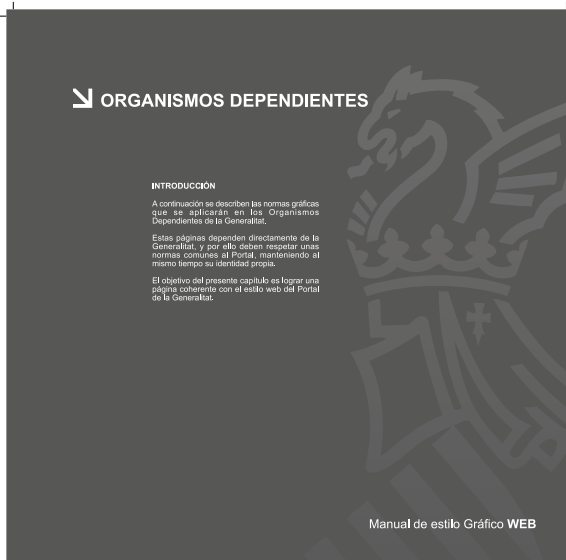 ORGANISMOS DEPENDIENTES
INTRODUCCIÓN
A continuación se describen las normas gráficas
que se aplicarán en los Organismos
Dependientes de la Generalitat.
Estas páginas dependen directamente de la
Generalitat, y por ello deben respetar unas
normas comunes al Portal, manteniendo al
mismo tiempo su identidad propia.
El objetivo del presente capítulo es lograr una
página coherente con el estilo web del Portal
de la Generalitat.
Manual de estilo Gráfico WEB